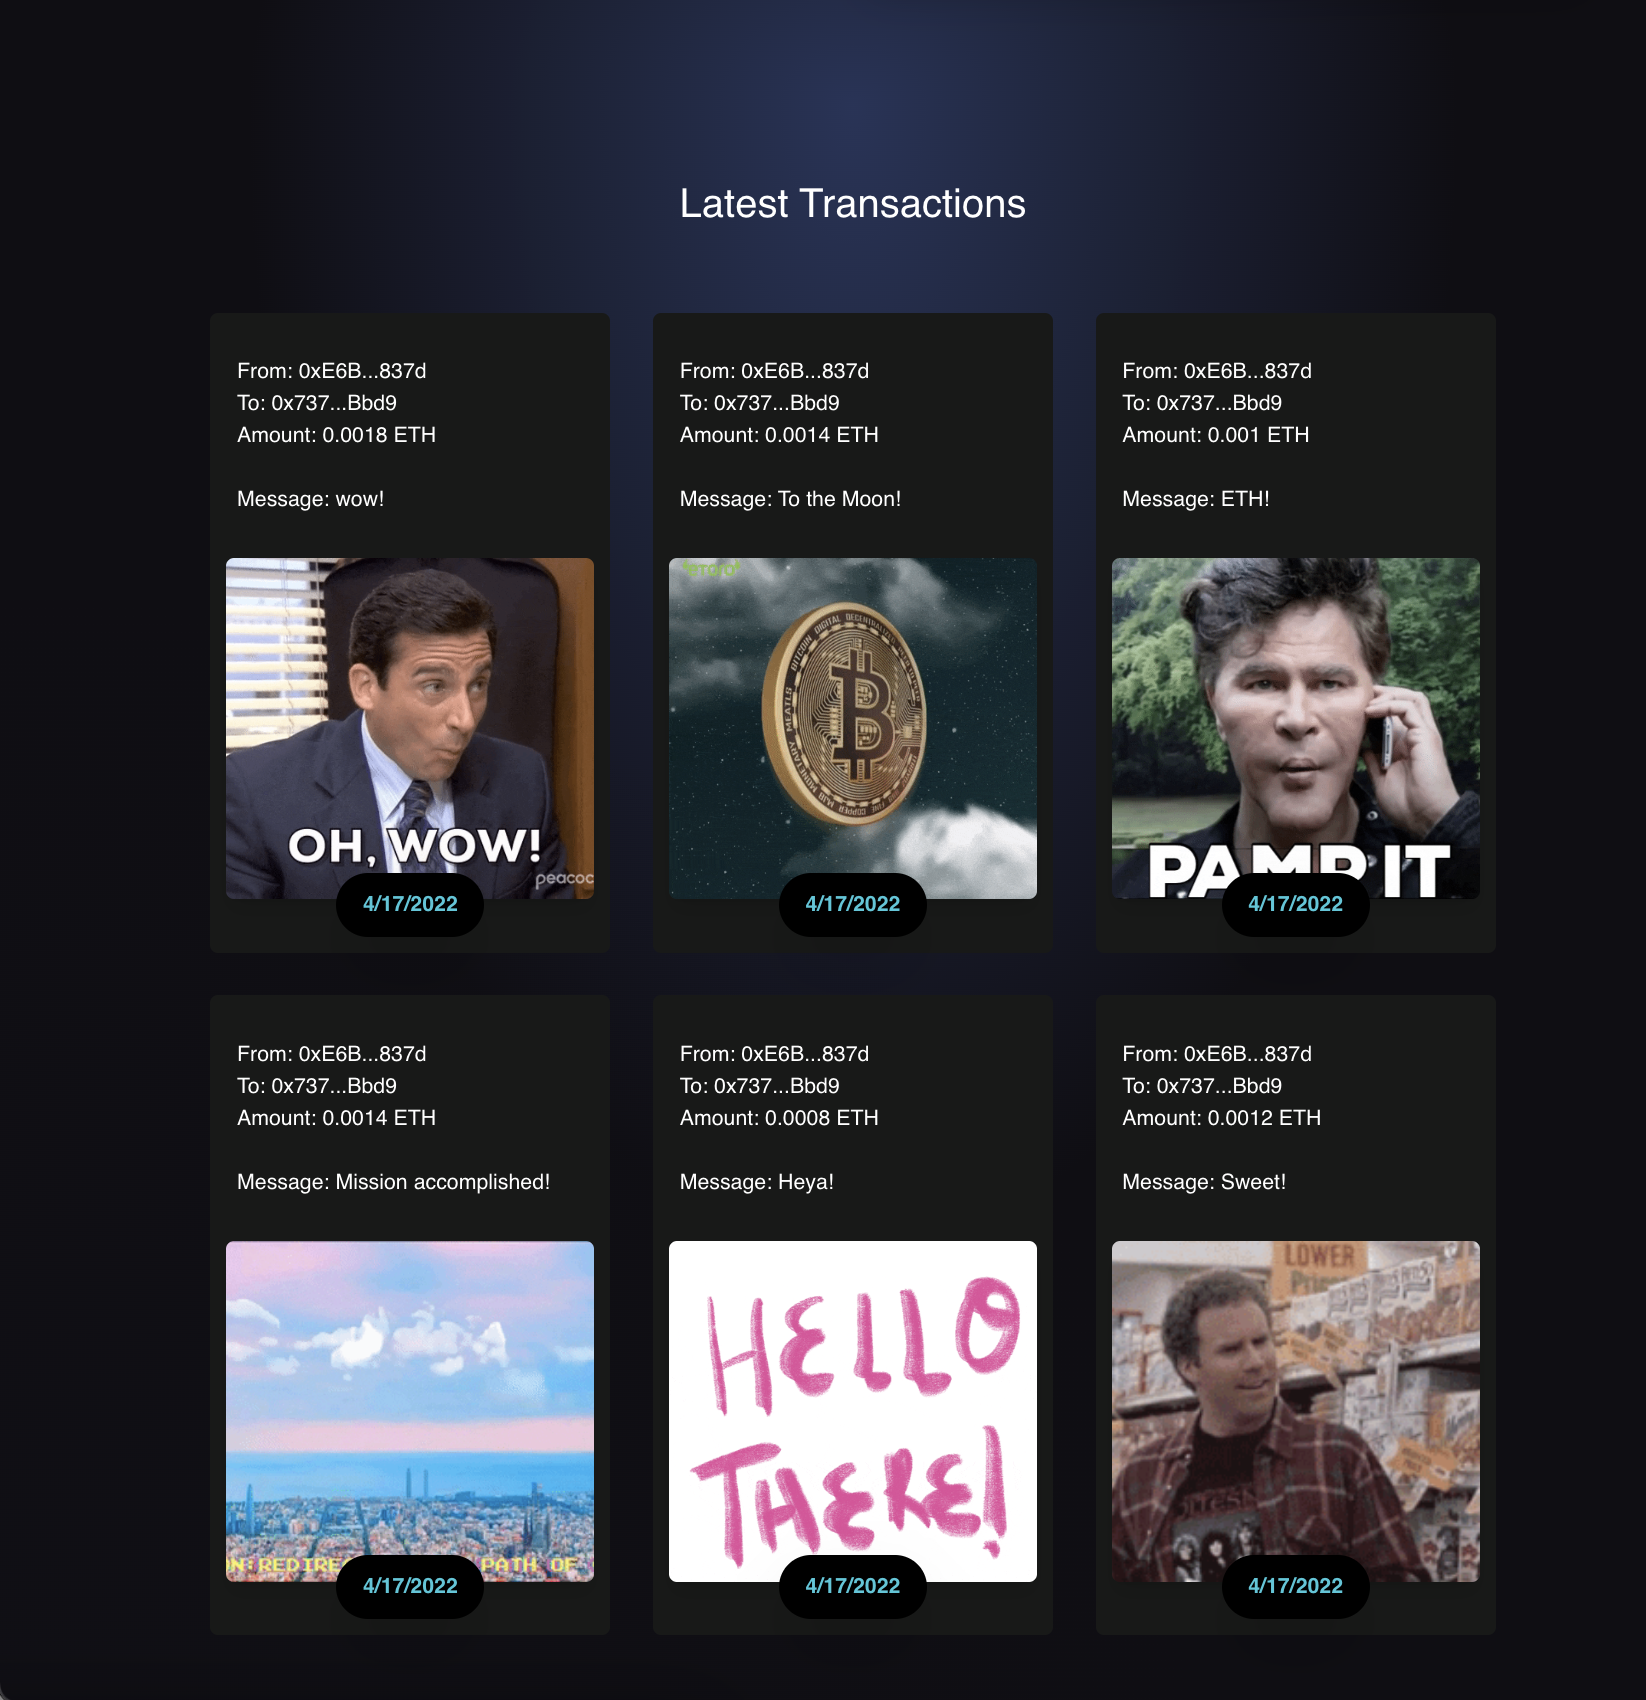 Latest Transactions
From: 0xE6B...837d
To: 0x737...Bbd9
Amount: 0.0018 ETH
Message: wow!
OH, WOW!
peacoc
4/17/2022
From: 0xE6B...837d
To: 0x737...Bbd9
Amount: 0.0014 ETH
Message: To the Moon!
BITCOIN DIGITAL DECENTRALIZED
4/17/2022
From: 0xE6B...837d
To: 0x737...Bbd9
Amount: 0.001 ETH
Message: ETH!
PAMP IT
4/17/2022
From: 0xE6B...837d
To: 0x737...Bbd9
Amount: 0.0014 ETH
Message: Mission accomplished!
PATH OF
4/17/2022
From: 0xE6B...837d
To: 0x737...Bbd9
Amount: 0.0008 ETH
Message: Heya!
HELLO
THERE!
4/17/2022
From: 0xE6B...837d
To: 0x737...Bbd9
Amount: 0.0012 ETH
Message: Sweet!
LOWER
4/17/2022